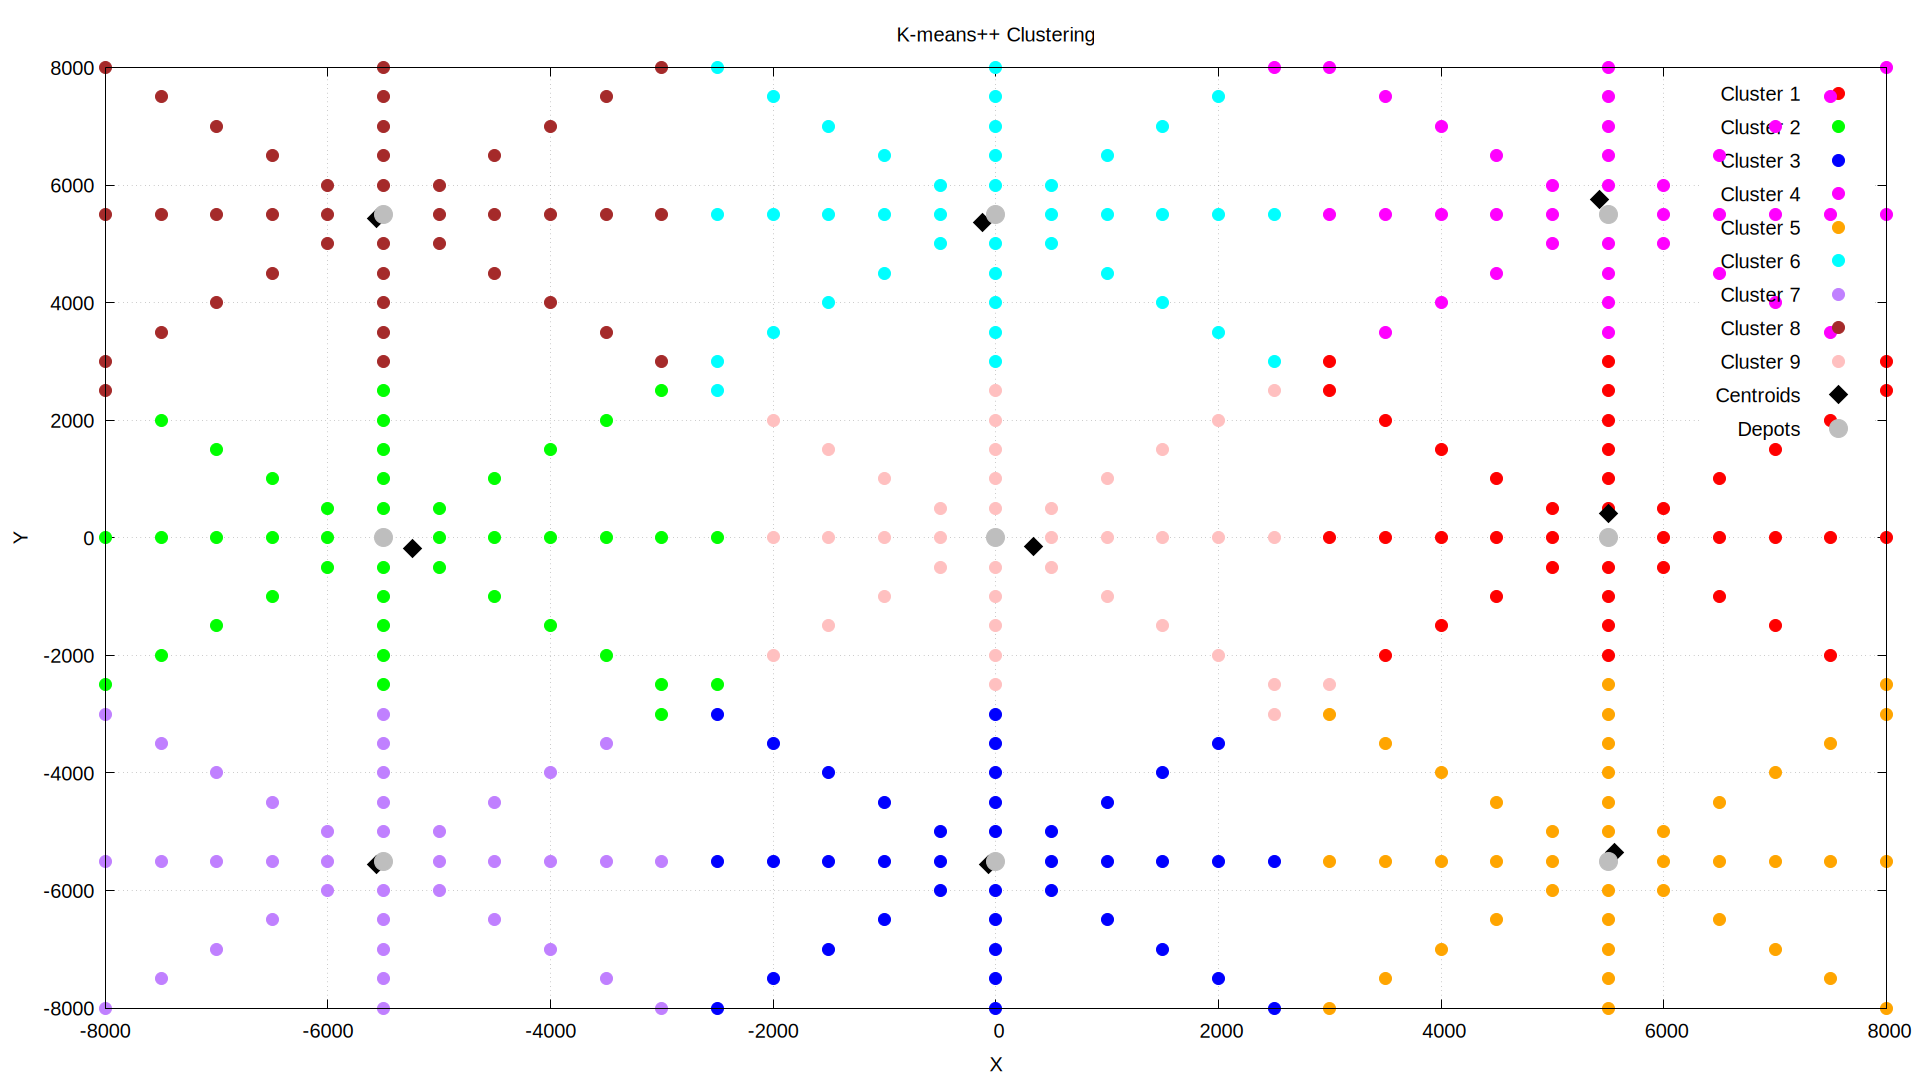 K-means++ Clustering
8000
6000
4000
2000
0
-2000
-4000
-6000
-8000
Y
-8000 -6000 -4000 -2000 0 2000 4000 6000 8000
X
Cluster 1
Cluster 2
Cluster 3
Cluster 4
Cluster 5
Cluster 6
Cluster 7
Cluster 8
Cluster 9
Centroids
Depots